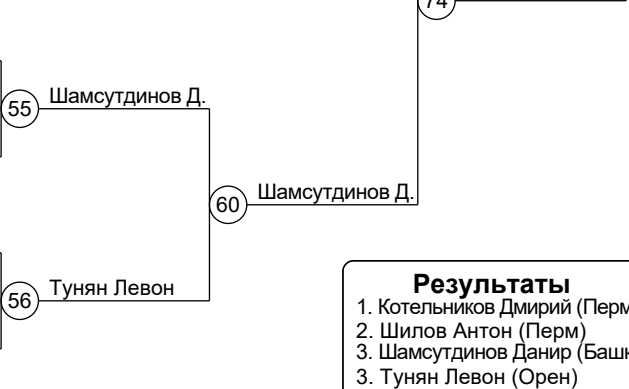 74
55 Шамсутдинов Д.
60 Шамсутдинов Д.
56 Тунян Левон
Результаты
1. Котельников Дмирий (Перм
2. Шилов Антон (Перм)
3. Шамсутдинов Данир (Башк
3. Тунян Левон (Орен)